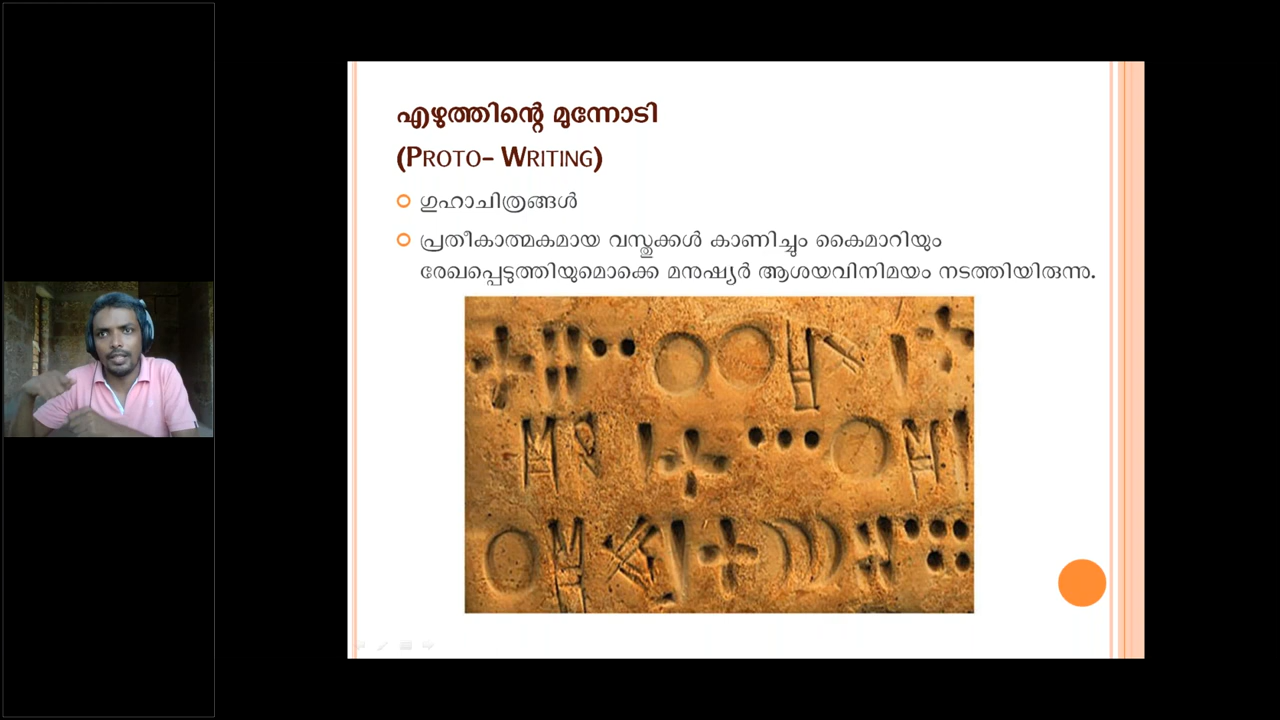 എഴുത്തിന്റെ മുന്നോടി
(PROTO- WRITING)
ഗുഹാചിത്രങ്ങൾ
പ്രതീകാത്മകമായ വസ്തുക്കൾ കാണിച്ചും കൈമാറിയും
രേഖപ്പെടുത്തിയുമൊക്കെ മനുഷ്യർ ആശയവിനിമയം നടത്തിയിരുന്നു.